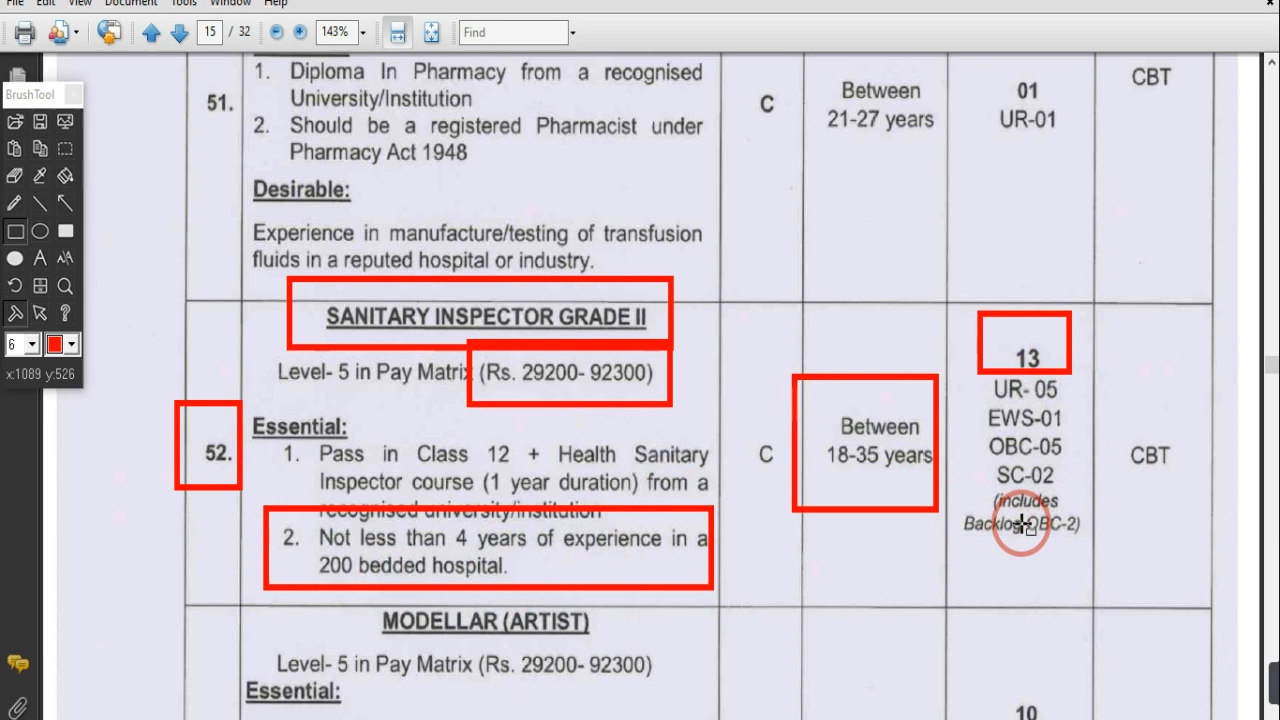 File Edit View Document Tools Window Help
15 / 32 143% Find
BrushTool
6
x:1089 y:526
51.
1. Diploma In Pharmacy from a recognised
University/Institution
2. Should be a registered Pharmacist under
Pharmacy Act 1948
Desirable:
Experience in manufacture/testing of transfusion
fluids in a reputed hospital or industry.
C
Between
21-27 years
01
UR-01
CBT
52.
SANITARY INSPECTOR GRADE II
Level- 5 in Pay Matrix (Rs. 29200- 92300)
Essential:
1. Pass in Class 12 + Health Sanitary
Inspector course (1 year duration) from a
recognised university/institution
2. Not less than 4 years of experience in a
200 bedded hospital.
C
Between
18-35 years
13
UR- 05
EWS-01
OBC-05
SC-02
(includes
Backlog OBC-2)
CBT
MODELLAR (ARTIST)
Level- 5 in Pay Matrix (Rs. 29200- 92300)
Essential:
10